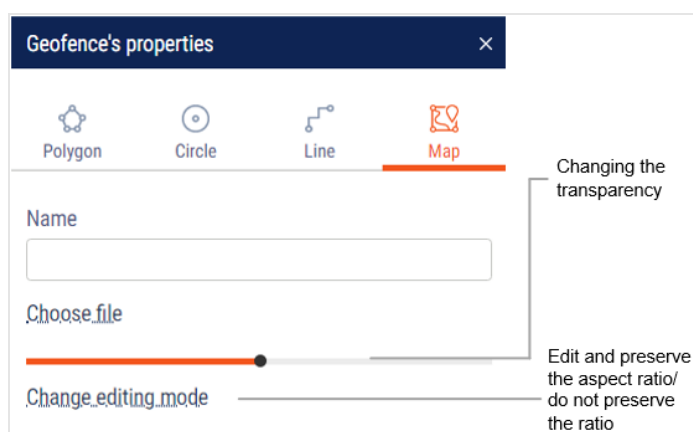 Geofence's properties ×
Polygon Circle Line Map
Changing the
transparency
Name
Choose file
Edit and preserve
the aspect ratio/
do not preserve
the ratio
Change editing mode